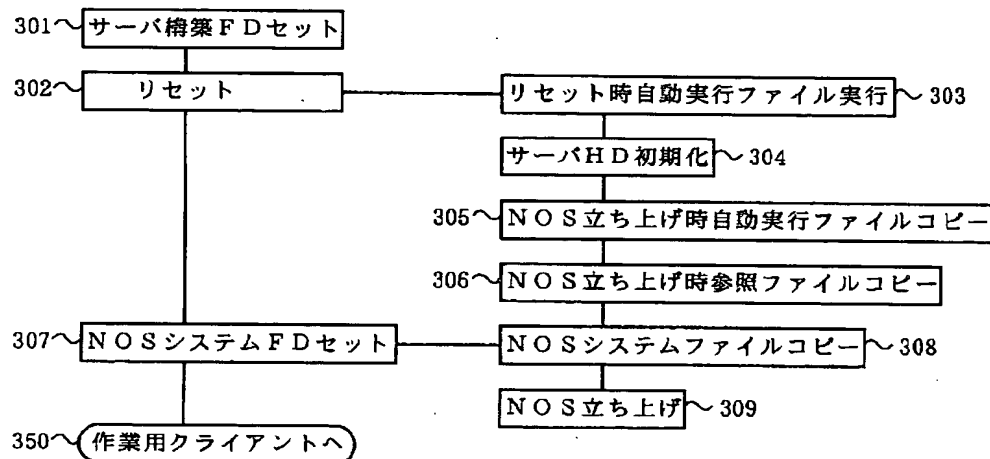 301 サーバ構築FDセット
302 リセット
リセット時自動実行ファイル実行 303
サーバHD初期化 304
305 NOS立ち上げ時自動実行ファイルコピー
306 NOS立ち上げ時参照ファイルコピー
307 NOSシステムFDセット
NOSシステムファイルコピー 308
NOS立ち上げ 309
350 作業用クライアントへ